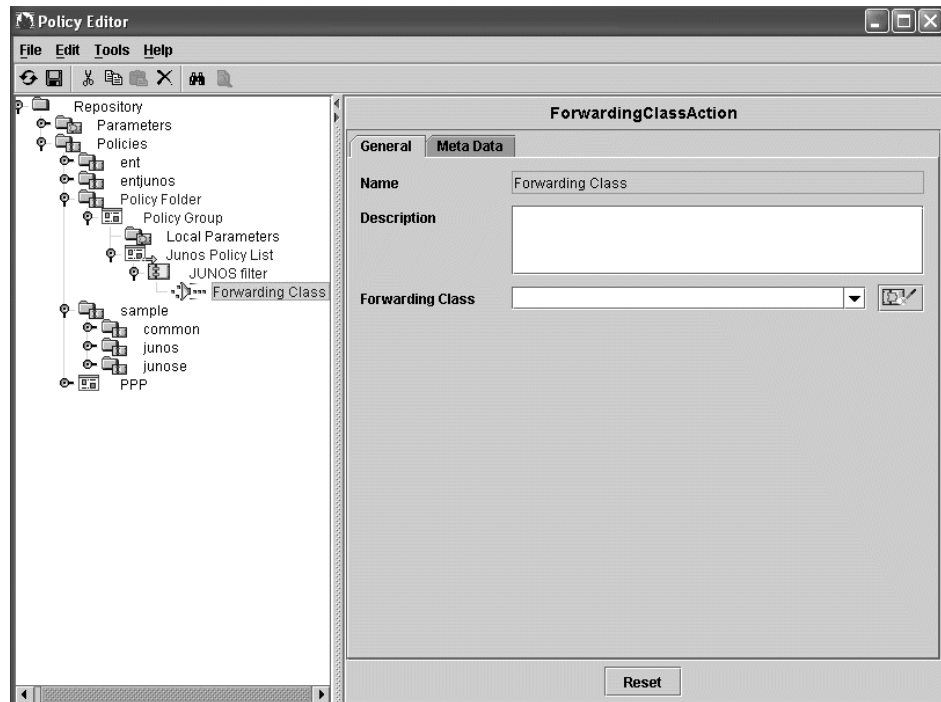 Policy Editor
File Edit Tools Help
Repository
Parameters
Policies
ent
entjunos
Policy Folder
Policy Group
Local Parameters
Junos Policy List
JUNOS filter
Forwarding Class
sample
common
junos
junose
PPP
ForwardingClassAction
General Meta Data
Name Forwarding Class
Description
Forwarding Class
Reset